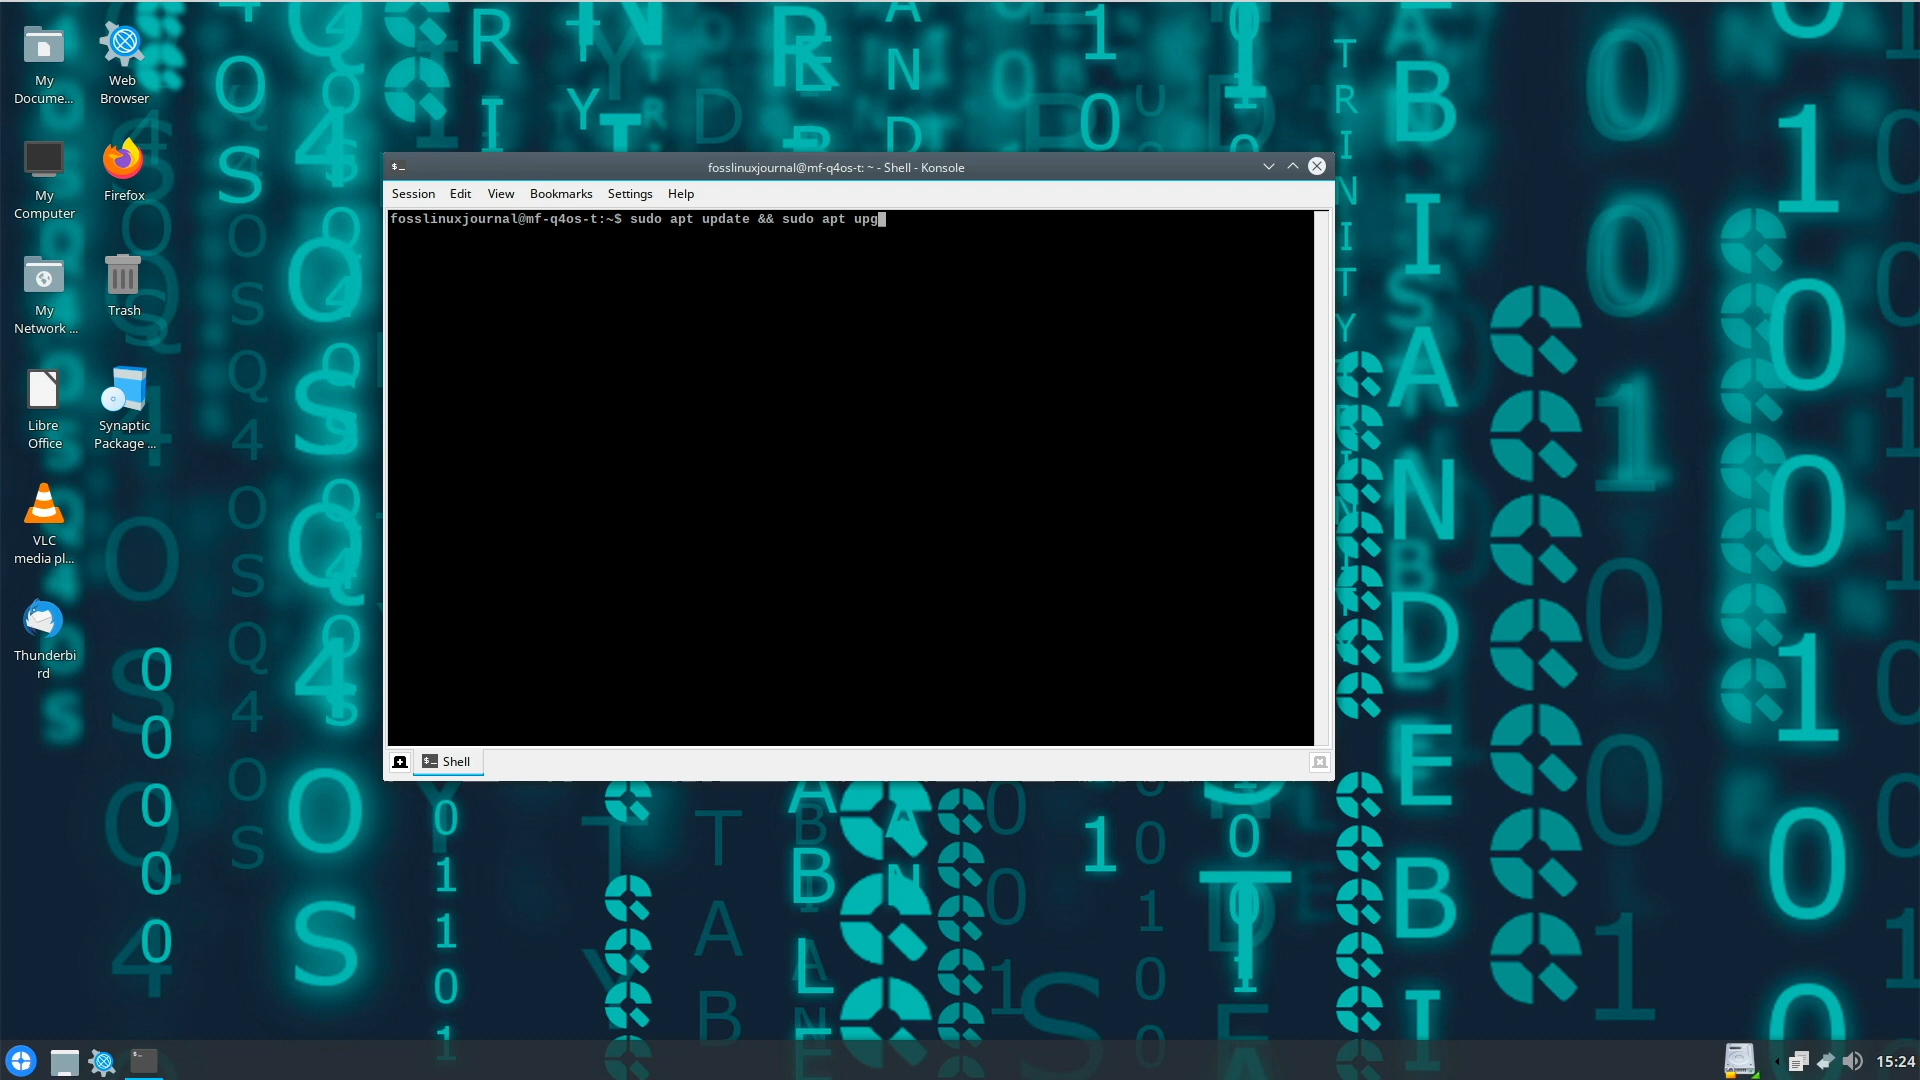 My
Docume...
Web
Browser
My
Computer
Firefox
My
Network ...
Trash
Libre
Office
Synaptic
Package ...
VLC
media pl...
Thunderbi
rd
fosslinuxjournal@mf-q4os-t: ~ - Shell - Konsole
Session Edit View Bookmarks Settings Help
fosslinuxjournal@mf-q4os-t:~$ sudo apt update && sudo apt upg
Shell
15:24